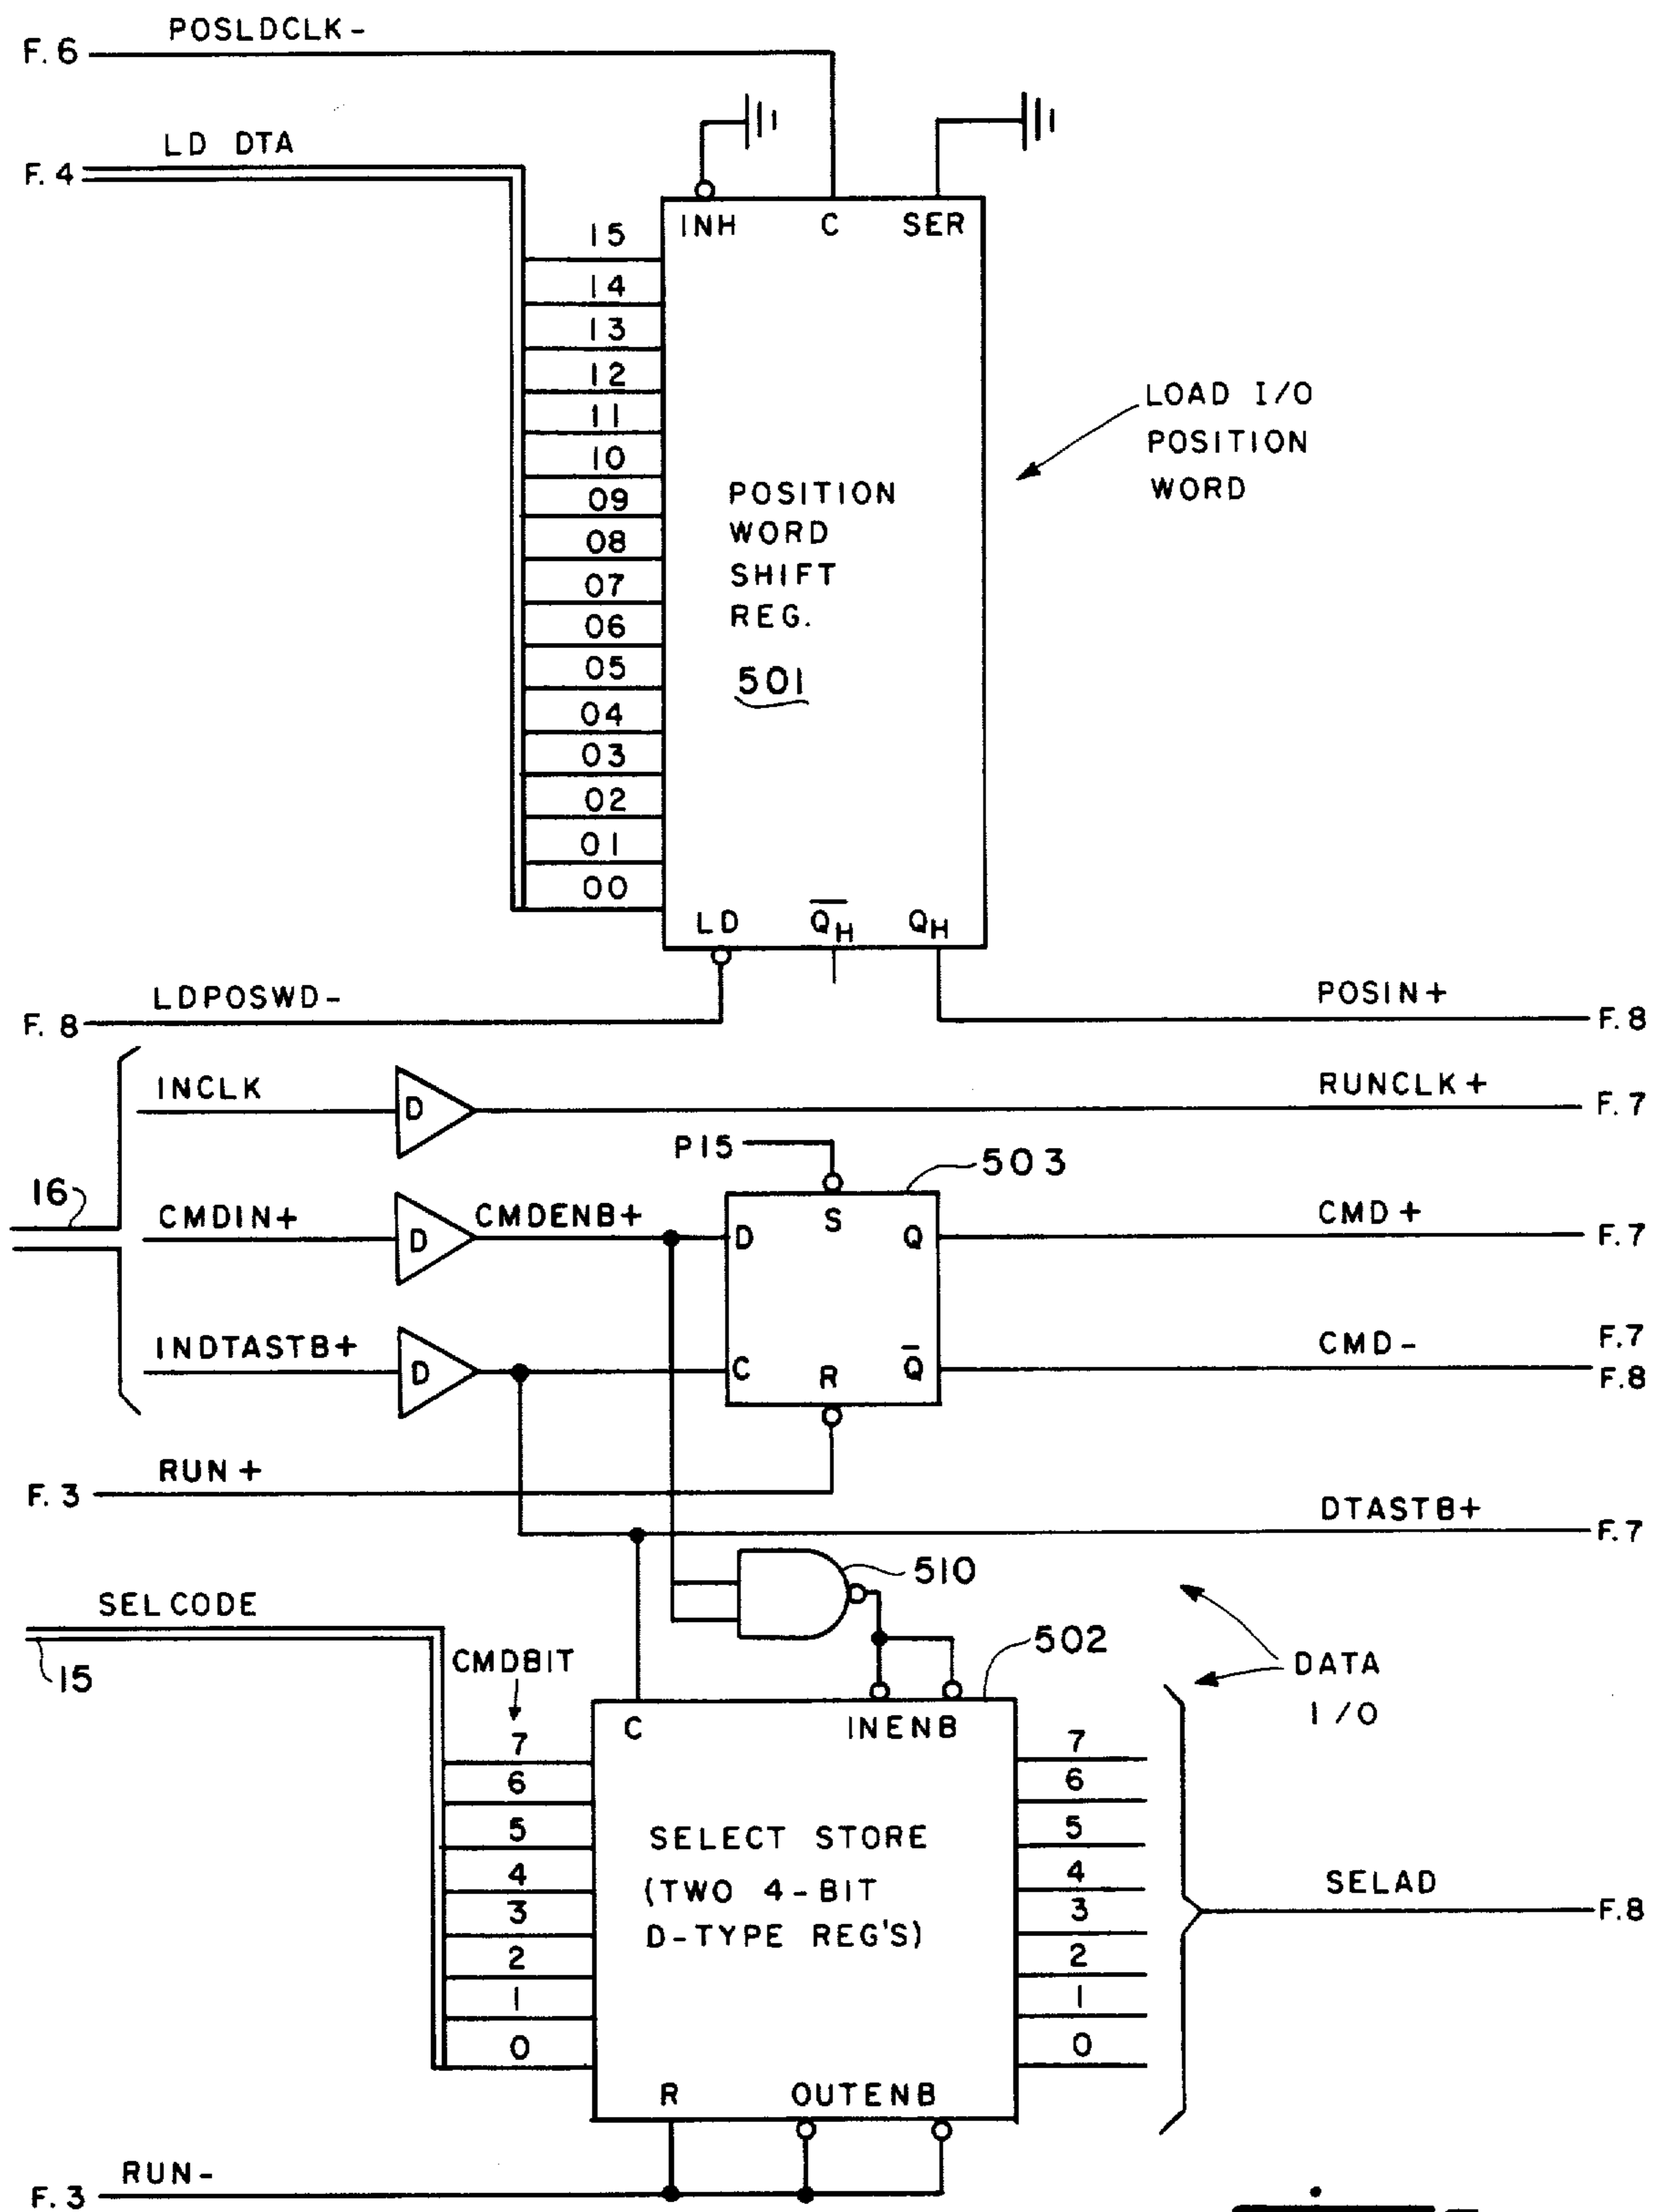 POSLDCLK-
F.6
LD DTA
F.4
INH C SER
15
14
13
12
11
10
09
08
07
06
05
04
03
02
01
00
POSITION
WORD
SHIFT
REG.
501
LOAD I/O
POSITION
WORD
LD Q̅H QH
LDPOSWD-
F.8
POSIN+
F.8
INCLK
D
RUNCLK+
F.7
P15
503
16
CMDIN+
D
CMDENB+
D S Q
CMD+
F.7
INDTASTB+
D
C R Q̅
CMD-
F.7
F.8
RUN+
F.3
DTASTB+
F.7
510
SELCODE
15
CMDBIT
502
DATA
I/O
C INENB
7
6
5
4
3
2
1
0
SELECT STORE
(TWO 4-BIT
D-TYPE REG'S)
7
6
5
4
3
2
1
0
SELAD
F.8
R OUTENB
RUN-
F.3